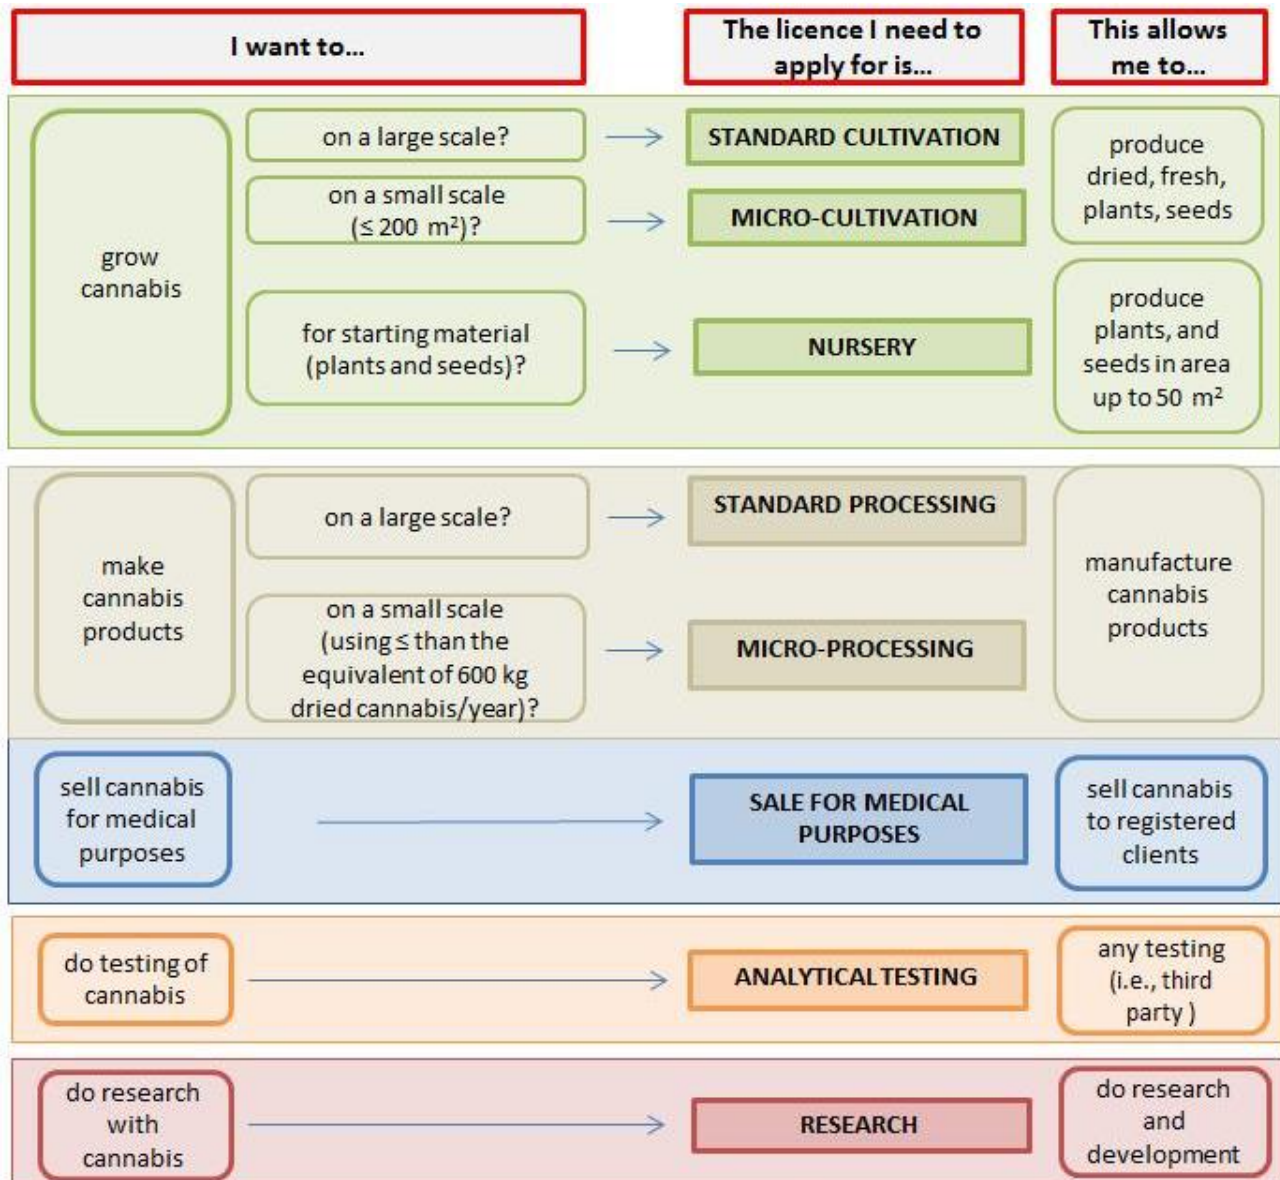 I want to...
The licence I need to
apply for is...
This allows
me to...
grow
cannabis
on a large scale?
STANDARD CULTIVATION
produce
dried, fresh,
plants, seeds
on a small scale
(≤ 200 m²)?
MICRO-CULTIVATION
for starting material
(plants and seeds)?
NURSERY
produce
plants, and
seeds in area
up to 50 m²
make
cannabis
products
on a large scale?
STANDARD PROCESSING
manufacture
cannabis
products
on a small scale
(using ≤ than the
equivalent of 600 kg
dried cannabis/year)?
MICRO-PROCESSING
sell cannabis
for medical
purposes
SALE FOR MEDICAL
PURPOSES
sell cannabis
to registered
clients
do testing of
cannabis
ANALYTICAL TESTING
any testing
(i.e., third
party )
do research
with
cannabis
RESEARCH
do research
and
development